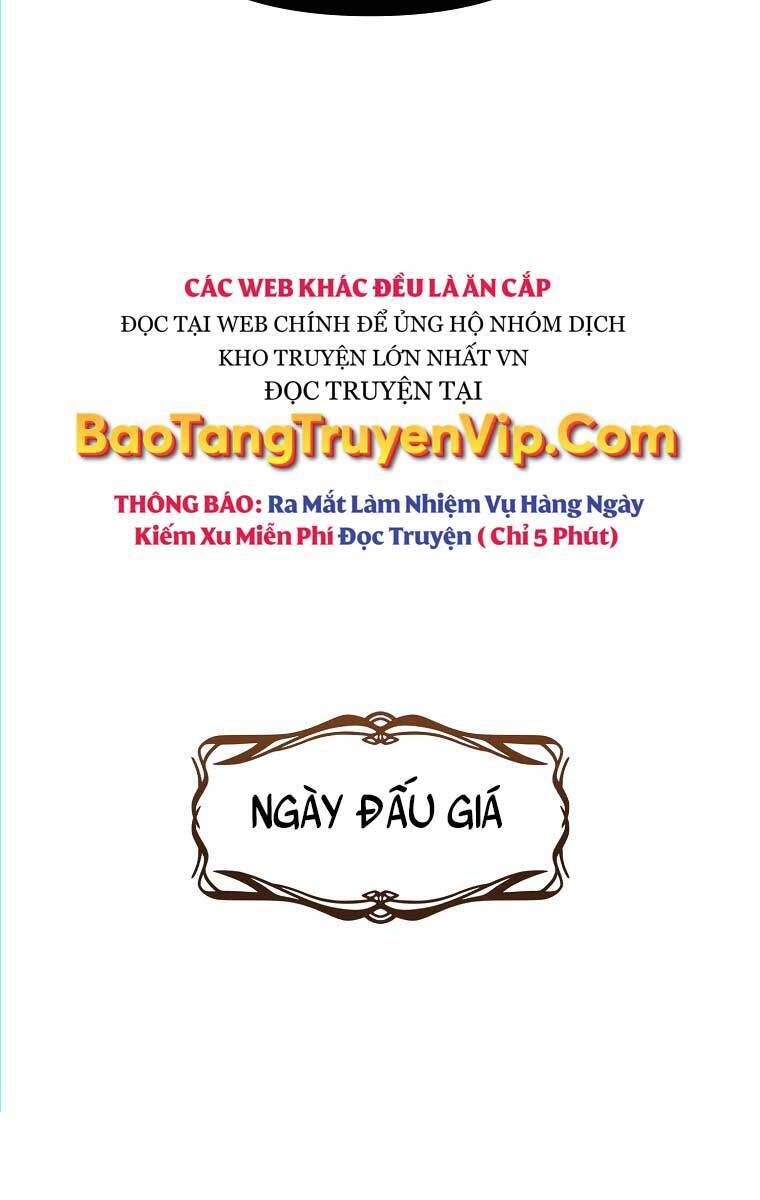 CÁC WEB KHÁC ĐỀU LÀ ĂN CẮP
ĐỌC TẠI WEB CHÍNH ĐỂ ỦNG HỘ NHÓM DỊCH
KHO TRUYỆN LỚN NHẤT VN
ĐỌC TRUYỆN TẠI
BaoTangTruyenVip.Com
THÔNG BÁO: Ra Mắt Làm Nhiệm Vụ Hàng Ngày
Kiếm Xu Miễn Phí Đọc Truyện ( Chỉ 5 Phút)
NGÀY ĐẤU GIÁ